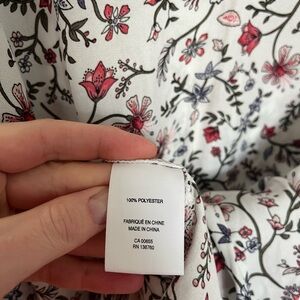 100% POLYESTER
FABRIQUÉ EN CHINE
MADE IN CHINA
CA 00655
RN 138760